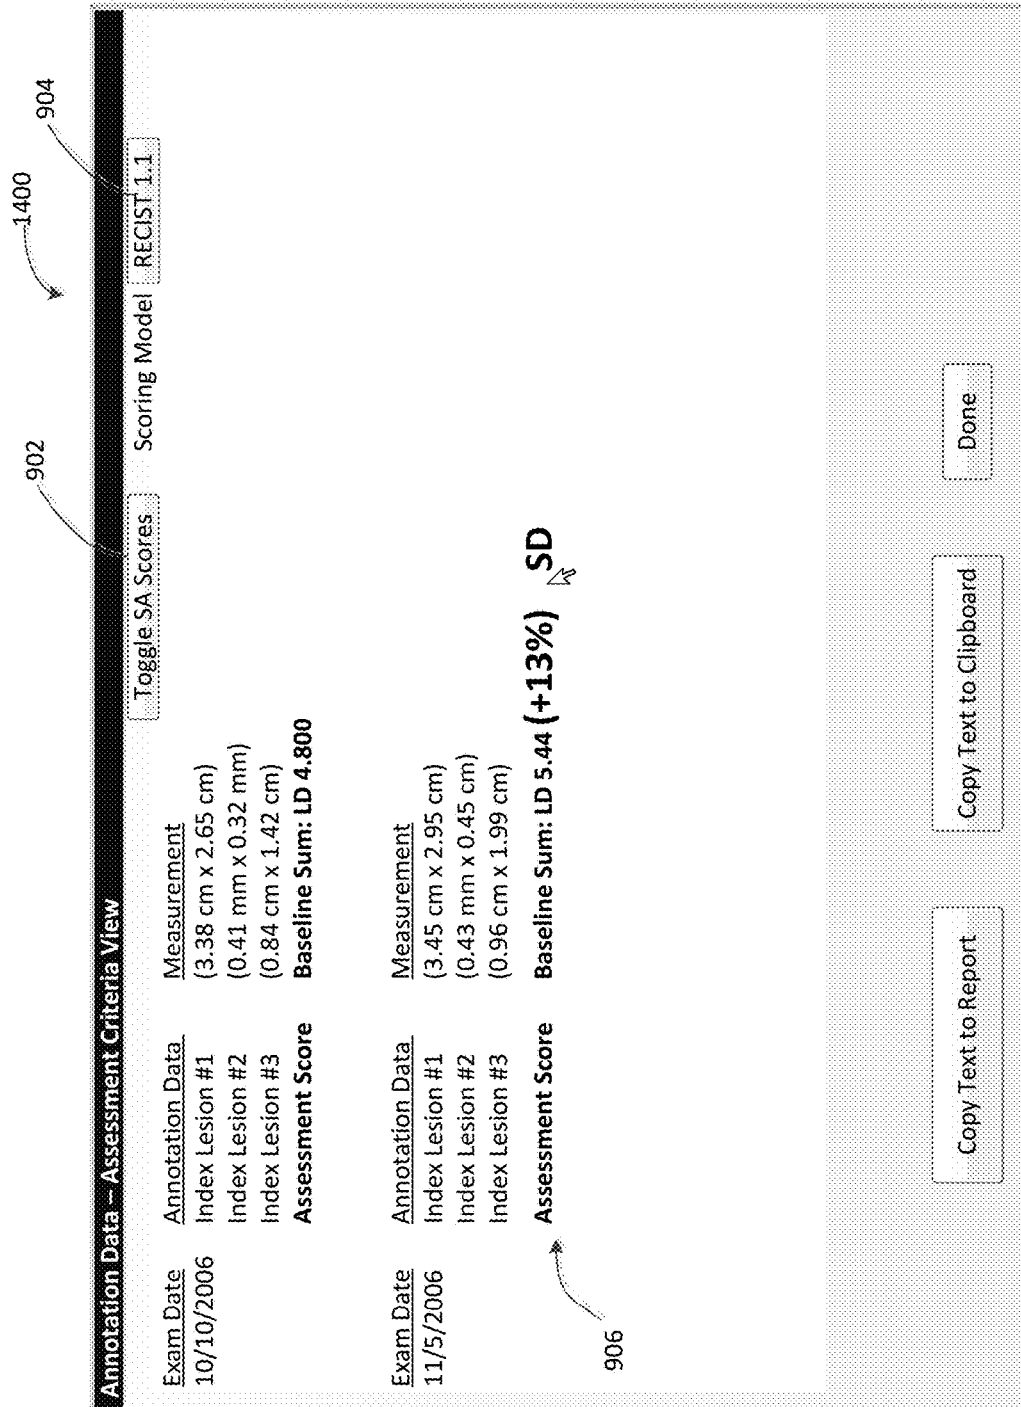 1400
902
904
Annotation Data – Assessment Criteria View
Toggle SA Scores Scoring Model RECIST 1.1
Exam Date Annotation Data Measurement
10/10/2006 Index Lesion #1 (3.38 cm x 2.65 cm)
Index Lesion #2 (0.41 mm x 0.32 mm)
Index Lesion #3 (0.84 cm x 1.42 cm)
Assessment Score Baseline Sum: LD 4.800
Exam Date Annotation Data Measurement
11/5/2006 Index Lesion #1 (3.45 cm x 2.95 cm)
Index Lesion #2 (0.43 mm x 0.45 cm)
Index Lesion #3 (0.96 cm x 1.99 cm)
Assessment Score Baseline Sum: LD 5.44 (+13%) SD
906
Copy Text to Report Copy Text to Clipboard Done